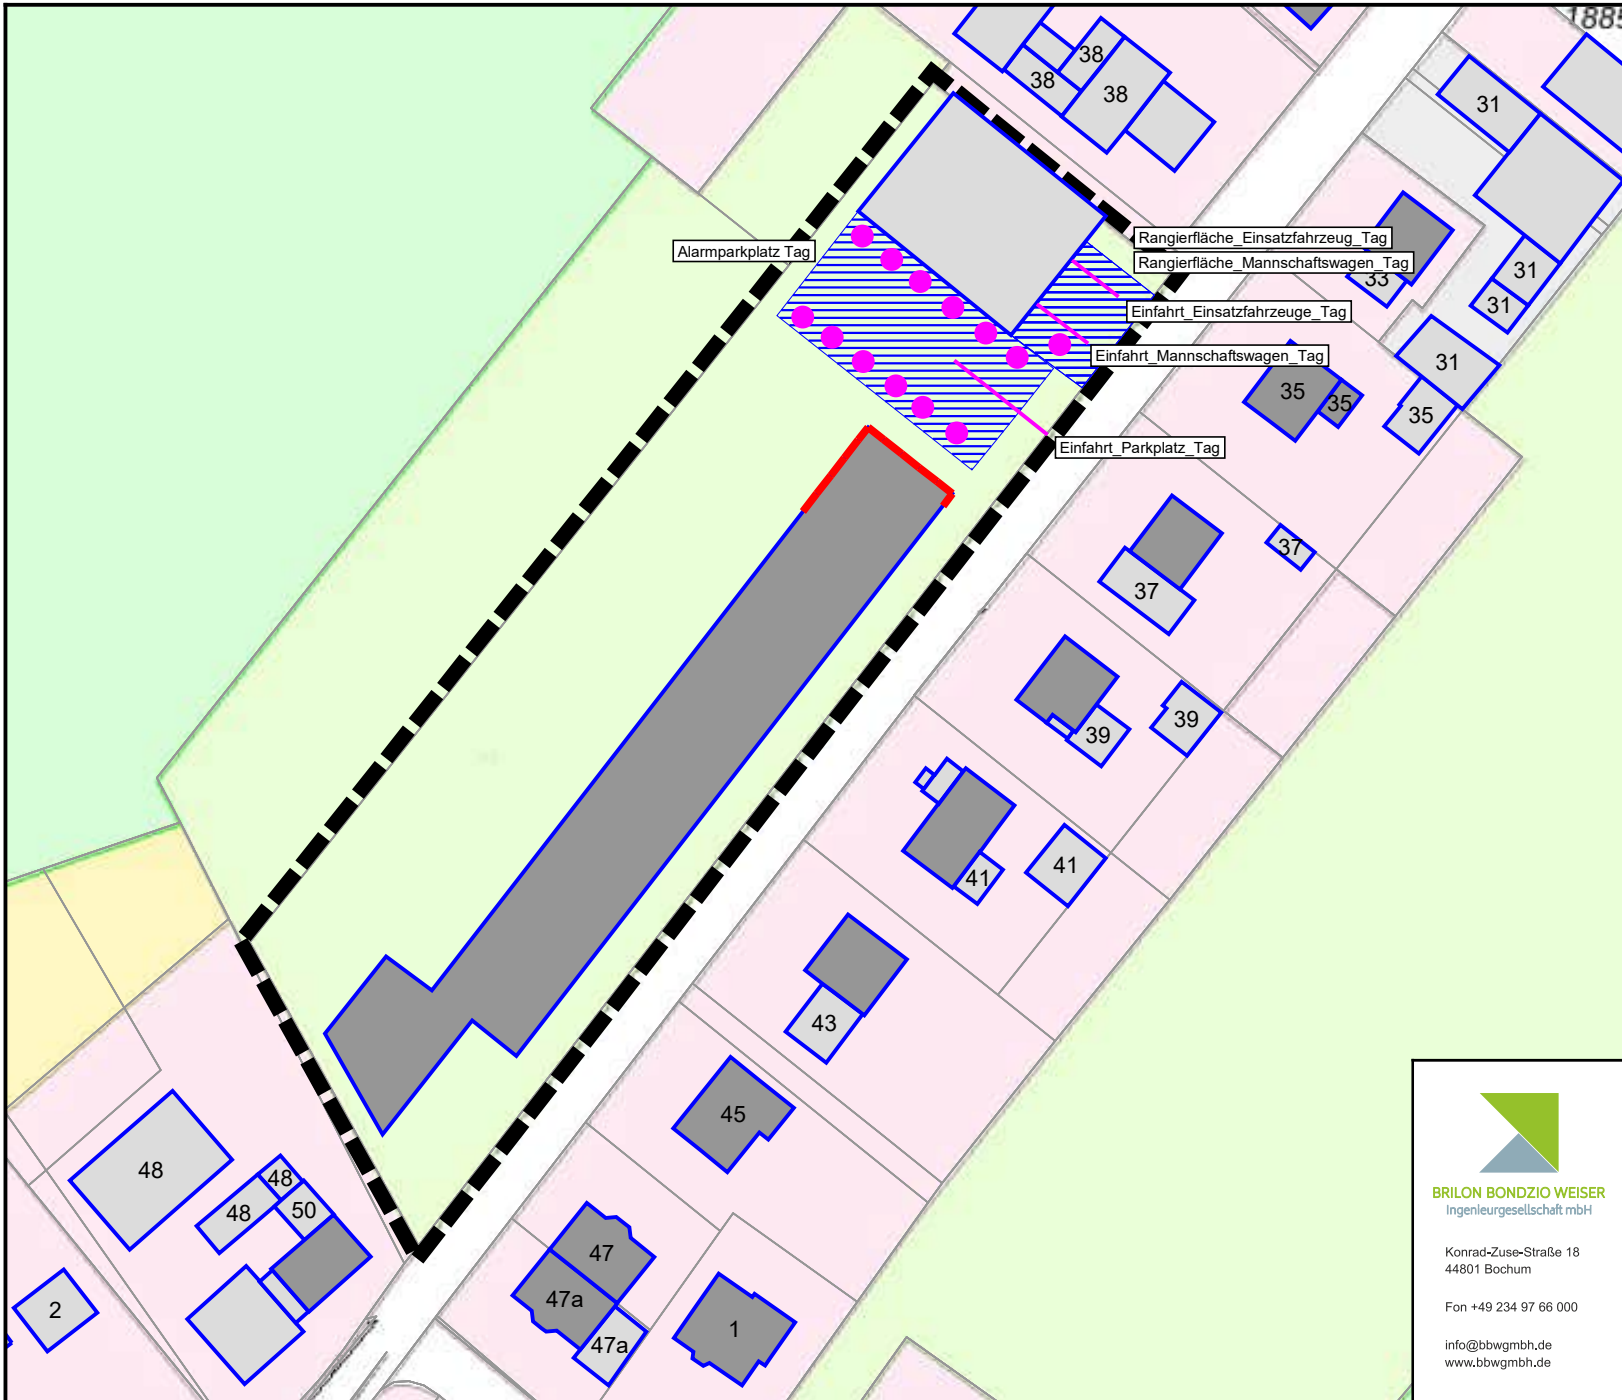 1885
38
38
38
31
Alarmparkplatz Tag
Rangierfläche_Einsatzfahrzeug_Tag
Rangierfläche_Mannschaftswagen_Tag
33
31
31
Einfahrt_Einsatzfahrzeuge_Tag
Einfahrt_Mannschaftswagen_Tag
31
35
35
35
Einfahrt_Parkplatz_Tag
37
37
39
39
41
41
43
45
48
48
48
50
47
47a
47a
2
1
BRILON BONDZIO WEISER
Ingenieurgesellschaft mbH
Konrad-Zuse-Straße 18
44801 Bochum
Fon +49 234 97 66 000
info@bbwgmbh.de
www.bbwgmbh.de